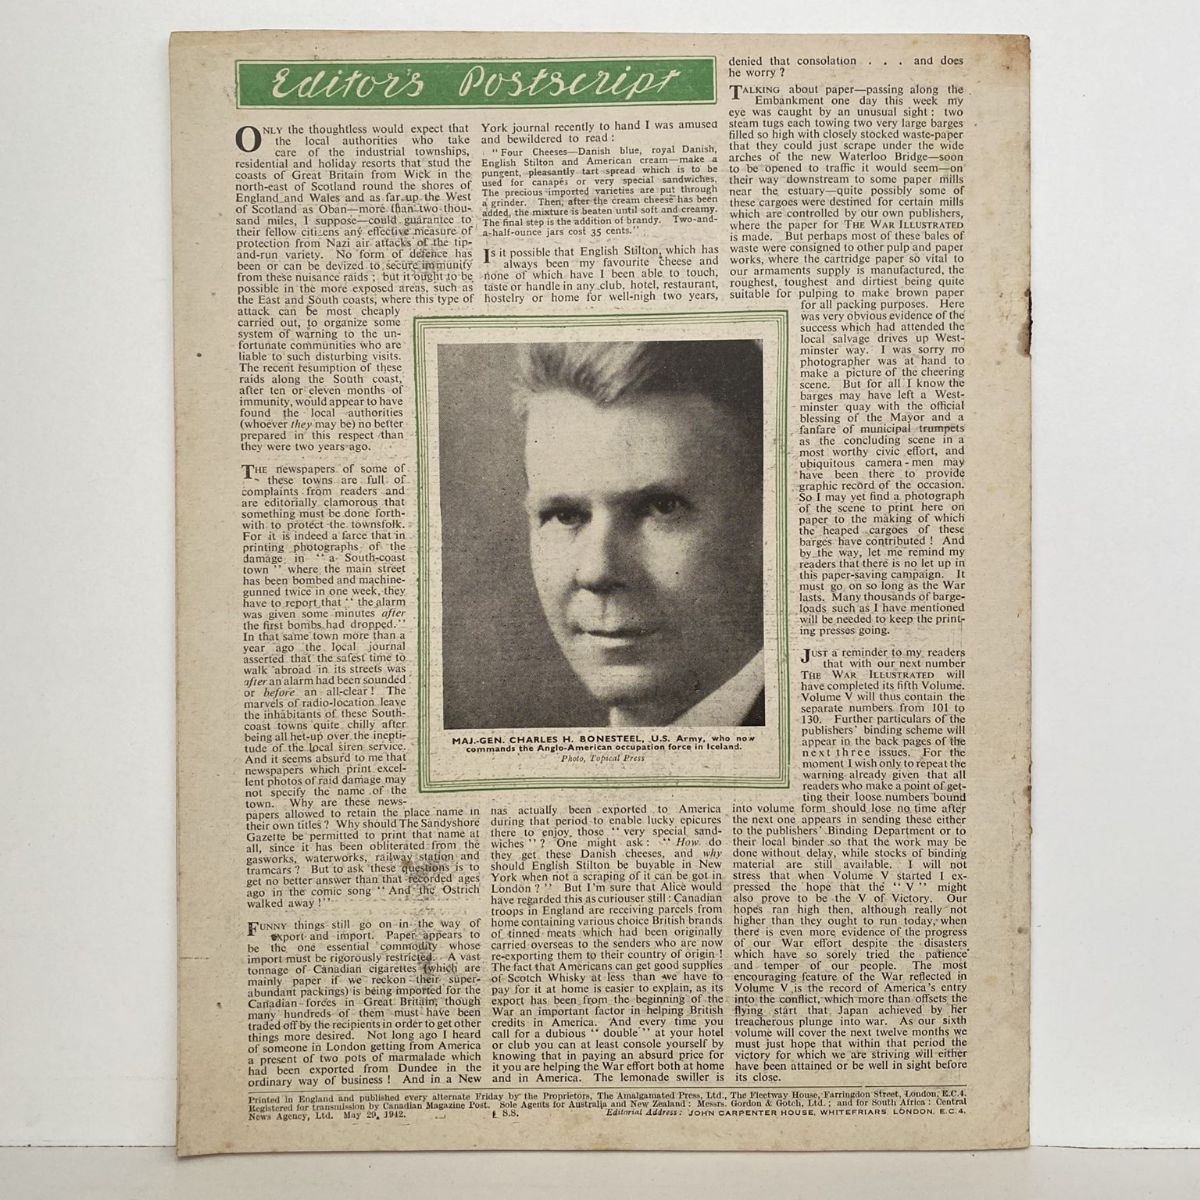 Editor's Postscript
ONLY the thoughtless would expect that
the local authorities who take
care of the industrial townships,
residential and holiday resorts that stud the
coasts of Great Britain from Wick in the
north-east of Scotland round the shores of
England and Wales and as far up the West
of Scotland as Oban—more than two thou-
sand miles, I suppose—could guarantee to
their fellow citizens any effective measure of
protection from Nazi air attacks of the tip-
and-run variety. No form of defence has
been or can be devized to secure immunity
from these nuisance raids ; but it ought to be
possible in the more exposed areas, such as
the East and South coasts, where this type of
attack can be most cheaply
carried out, to organize some
system of warning to the un-
fortunate communities who are
liable to such disturbing visits.
The recent resumption of these
raids along the South coast,
after ten or eleven months of
immunity, would appear to have
found the local authorities
(whoever they may be) no better
prepared in this respect than
they were two years ago.
THE newspapers of some of
these towns are full of
complaints from readers and
are editorially clamorous that
something must be done forth-
with to protect the townsfolk.
For it is indeed a farce that in
printing photographs of the
damage in " a South-coast
town " where the main street
has been bombed and machine-
gunned twice in one week, they
have to report that " the alarm
was given some minutes after
the first bombs had dropped."
In that same town more than a
year ago the local journal
asserted that the safest time to
walk abroad in its streets was
after an alarm had been sounded
or before an all-clear ! The
marvels of radio-location leave
the inhabitants of these South-
coast towns quite chilly after
being all het-up over the inepti-
tude of the local siren service.
And it seems absurd to me that
newspapers which print excel-
lent photos of raid damage may
not specify the name of the
town. Why are these news-
papers allowed to retain the place name in
their own titles ? Why should The Sandyshore
Gazette be permitted to print that name at
all, since it has been obliterated from the
gasworks, waterworks, railway station and
tramcars ? But to ask these questions is to
get no better answer than that recorded ages
ago in the comic song " And the Ostrich
walked away !"
FUNNY things still go on in the way of
export and import. Paper appears to
be the one essential commodity whose
import must be rigorously restricted. A vast
tonnage of Canadian cigarettes (which are
mainly paper if we reckon their super-
abundant packings) is being imported for the
Canadian forces in Great Britain, though
many hundreds of them must have been
traded off by the recipients in order to get other
things more desired. Not long ago I heard
of someone in London getting from America
a present of two pots of marmalade which
had been exported from Dundee in the
ordinary way of business ! And in a New
York journal recently to hand I was amused
and bewildered to read :
" Four Cheeses—Danish blue, royal Danish,
English Stilton and American cream—make a
pungent, pleasantly tart spread which is to be
used for canapés or very special sandwiches.
The precious imported varieties are put through
a grinder. Then, after the cream cheese has been
added, the mixture is beaten until soft and creamy.
The final step is the addition of brandy. Two-and-
a-half-ounce jars cost 35 cents."
Is it possible that English Stilton, which has
always been my favourite cheese and
none of which have I been able to touch,
taste or handle in any club, hotel, restaurant,
hostelry or home for well-nigh two years,
MAJ.-GEN. CHARLES H. BONESTEEL, U.S. Army, who now
commands the Anglo-American occupation force in Iceland.
Photo, Topical Press
nas actually been exported to America
during that period to enable lucky epicures
there to enjoy those " very special sand-
wiches " ? One might ask : " How do
they get these Danish cheeses, and why
should English Stilton be buyable in New
York when not a scraping of it can be got in
London ? " But I'm sure that Alice would
have regarded this as curiouser still : Canadian
troops in England are receiving parcels from
home containing various choice British brands
of tinned meats which had been originally
carried overseas to the senders who are now
re-exporting them to their country of origin !
The fact that Americans can get good supplies
of Scotch Whisky at less than we have to
pay for it at home is easier to explain, as its
export has been from the beginning of the
War an important factor in helping British
credits in America. And every time you
call for a dubious " double " at your hotel
or club you can at least console yourself by
knowing that in paying an absurd price for
it you are helping the War effort both at home
and in America. The lemonade swiller is
denied that consolation . . . and does
he worry ?
TALKING about paper—passing along the
Embankment one day this week my
eye was caught by an unusual sight : two
steam tugs each towing two very large barges
filled so high with closely stocked waste-paper
that they could just scrape under the wide
arches of the new Waterloo Bridge—soon
to be opened to traffic it would seem—on
their way downstream to some paper mills
near the estuary—quite possibly some of
these cargoes were destined for certain mills
which are controlled by our own publishers,
where the paper for THE WAR ILLUSTRATED
is made. But perhaps most of these bales of
waste were consigned to other pulp and paper
works, where the cartridge paper so vital to
our armaments supply is manufactured, the
roughest, toughest and dirtiest being quite
suitable for pulping to make brown paper
for all packing purposes. Here
was very obvious evidence of the
success which had attended the
local salvage drives up West-
minster way. I was sorry no
photographer was at hand to
make a picture of the cheering
scene. But for all I know the
barges may have left a West-
minster quay with the official
blessing of the Mayor and a
fanfare of municipal trumpets
as the concluding scene in a
most worthy civic effort, and
ubiquitous camera-men may
have been there to provide
graphic record of the occasion.
So I may yet find a photograph
of the scene to print here on
paper to the making of which
the heaped cargoes of these
barges have contributed ! And
by the way, let me remind my
readers that there is no let up in
this paper-saving campaign. It
must go on so long as the War
lasts. Many thousands of barge-
loads such as I have mentioned
will be needed to keep the print-
ing presses going.
JUST a reminder to my readers
that with our next number
THE WAR ILLUSTRATED will
have completed its fifth Volume.
Volume V will thus contain the
separate numbers from 101 to
130. Further particulars of the
publishers' binding scheme will
appear in the back pages of the
next three issues. For the
moment I wish only to repeat the
warning already given that all
readers who make a point of get-
ting their loose numbers bound
into volume form should lose no time after
the next one appears in sending these either
to the publishers' Binding Department or to
their local binder so that the work may be
done without delay, while stocks of binding
material are still available. I will not
stress that when Volume V started I ex-
pressed the hope that the " V " might
also prove to be the V of Victory. Our
hopes ran high then, although really not
higher than they ought to run today, when
there is even more evidence of the progress
of our War effort despite the disasters
which have so sorely tried the patience
and temper of our people. The most
encouraging feature of the War reflected in
Volume V is the record of America's entry
into the conflict, which more than offsets the
flying start that Japan achieved by her
treacherous plunge into war. As our sixth
volume will cover the next twelve months we
must just hope that within that period the
victory for which we are striving will either
have been attained or be well in sight before
its close.
Printed in England and published every alternate Friday by the Proprietors, The Amalgamated Press, Ltd., The Fleetway House, Farringdon Street, London, E.C.4.
Registered for transmission by Canadian Magazine Post. Sole Agents for Australia and New Zealand : Messrs. Gordon & Gotch, Ltd. ; and for South Africa : Central
News Agency, Ltd. May 29, 1942. S.S. Editorial Address : JOHN CARPENTER HOUSE, WHITEFRIARS, LONDON, E.C.4.